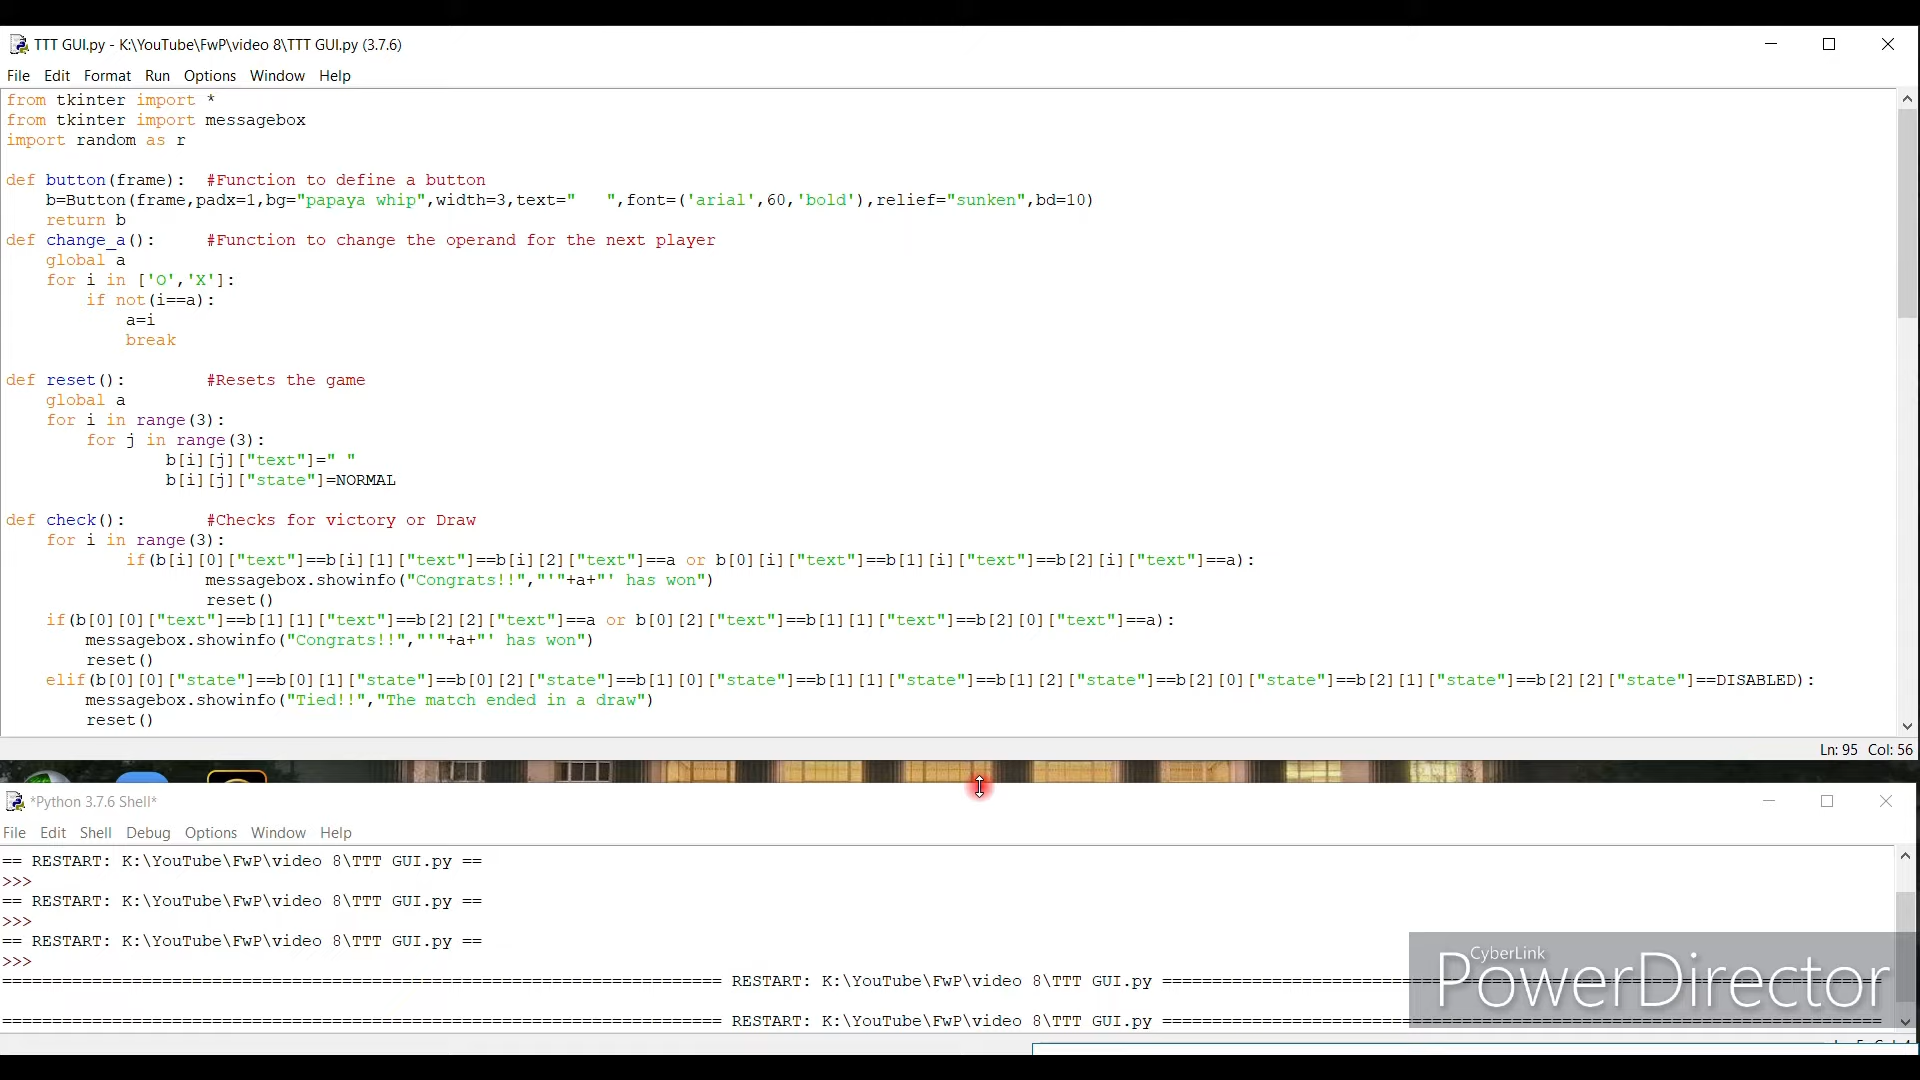 TTT GUI.py - K:\YouTube\FwP\video 8\TTT GUI.py (3.7.6)
File Edit Format Run Options Window Help
from tkinter import *
from tkinter import messagebox
import random as r
def button(frame):  #Function to define a button
    b=Button(frame,padx=1,bg="papaya whip",width=3,text="   ",font=('arial',60,'bold'),relief="sunken",bd=10)
    return b
def change_a():     #Function to change the operand for the next player
    global a
    for i in ['O','X']:
        if not(i==a):
            a=i
            break
def reset():        #Resets the game
    global a
    for i in range(3):
        for j in range(3):
                b[i][j]["text"]=" "
                b[i][j]["state"]=NORMAL
def check():        #Checks for victory or Draw
    for i in range(3):
            if(b[i][0]["text"]==b[i][1]["text"]==b[i][2]["text"]==a or b[0][i]["text"]==b[1][i]["text"]==b[2][i]["text"]==a):
                    messagebox.showinfo("Congrats!!","'"+a+"' has won")
                    reset()
    if(b[0][0]["text"]==b[1][1]["text"]==b[2][2]["text"]==a or b[0][2]["text"]==b[1][1]["text"]==b[2][0]["text"]==a):
        messagebox.showinfo("Congrats!!","'"+a+"' has won")
        reset()
    elif(b[0][0]["state"]==b[0][1]["state"]==b[0][2]["state"]==b[1][0]["state"]==b[1][1]["state"]==b[1][2]["state"]==b[2][0]["state"]==b[2][1]["state"]==b[2][2]["state"]==DISABLED):
        messagebox.showinfo("Tied!!","The match ended in a draw")
        reset()
Ln: 95 Col: 56
*Python 3.7.6 Shell*
File Edit Shell Debug Options Window Help
== RESTART: K:\YouTube\FwP\video 8\TTT GUI.py ==
>>>
== RESTART: K:\YouTube\FwP\video 8\TTT GUI.py ==
>>>
== RESTART: K:\YouTube\FwP\video 8\TTT GUI.py ==
>>>
======================================================================== RESTART: K:\YouTube\FwP\video 8\TTT GUI.py ========================================================================
======================================================================== RESTART: K:\YouTube\FwP\video 8\TTT GUI.py ========================================================================
CyberLink
PowerDirector